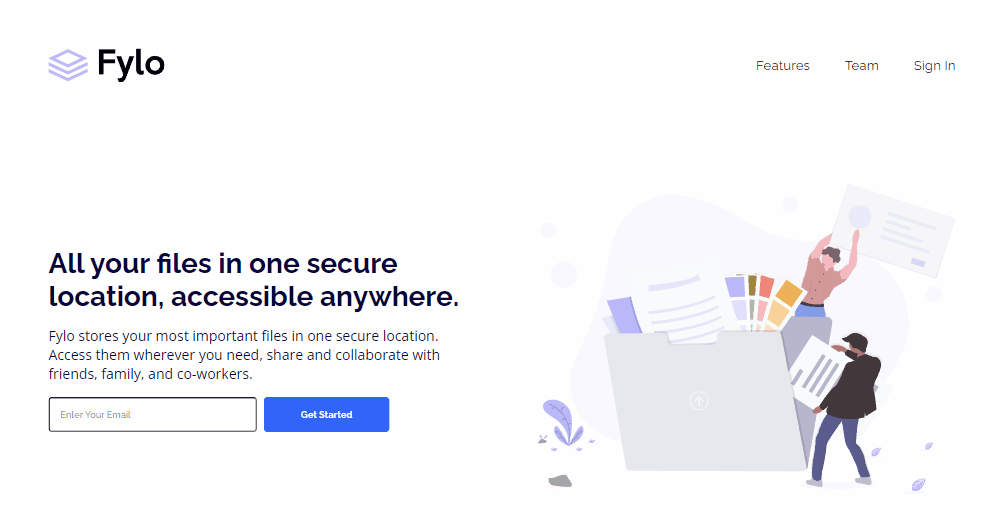 Fylo
Features
Team
Sign In
All your files in one secure
location, accessible anywhere.
Fylo stores your most important files in one secure location.
Access them wherever you need, share and collaborate with
friends, family, and co-workers.
Enter Your Email
Get Started